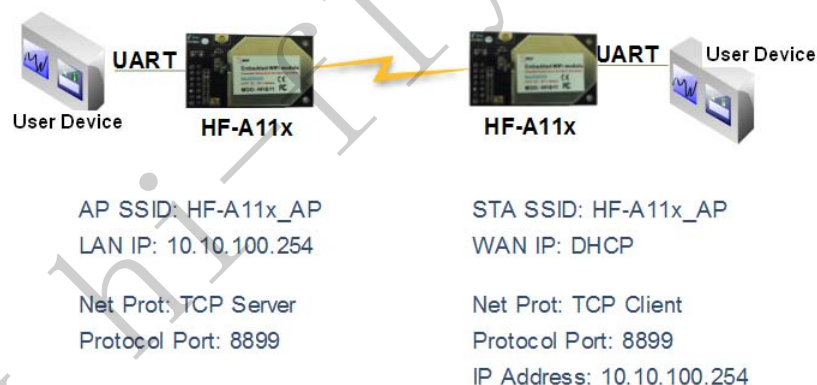 UART
UART
User Device
User Device
HF-A11x
HF-A11x
AP SSID: HF-A11x_AP
LAN IP: 10.10.100.254
Net Prot: TCP Server
Protocol Port: 8899
STA SSID: HF-A11x_AP
WAN IP: DHCP
Net Prot: TCP Client
Protocol Port: 8899
IP Address: 10.10.100.254